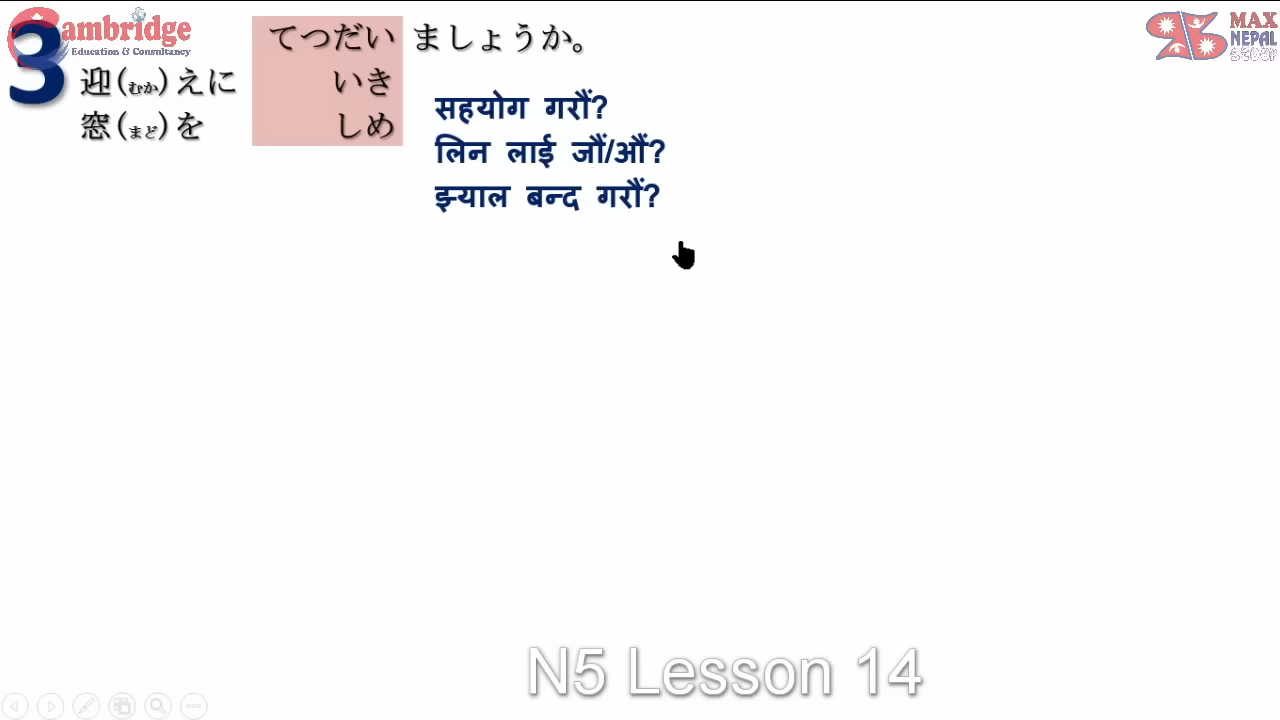 Cambridge
Education & Consultancy
MAX
NEPAL
3
てつだい ましょうか。
迎(むか)えに いき
窓(まど)を しめ
सहयोग गरौं?
लिन लाई जौं/औं?
झ्याल बन्द गरौं?
N5 Lesson 14